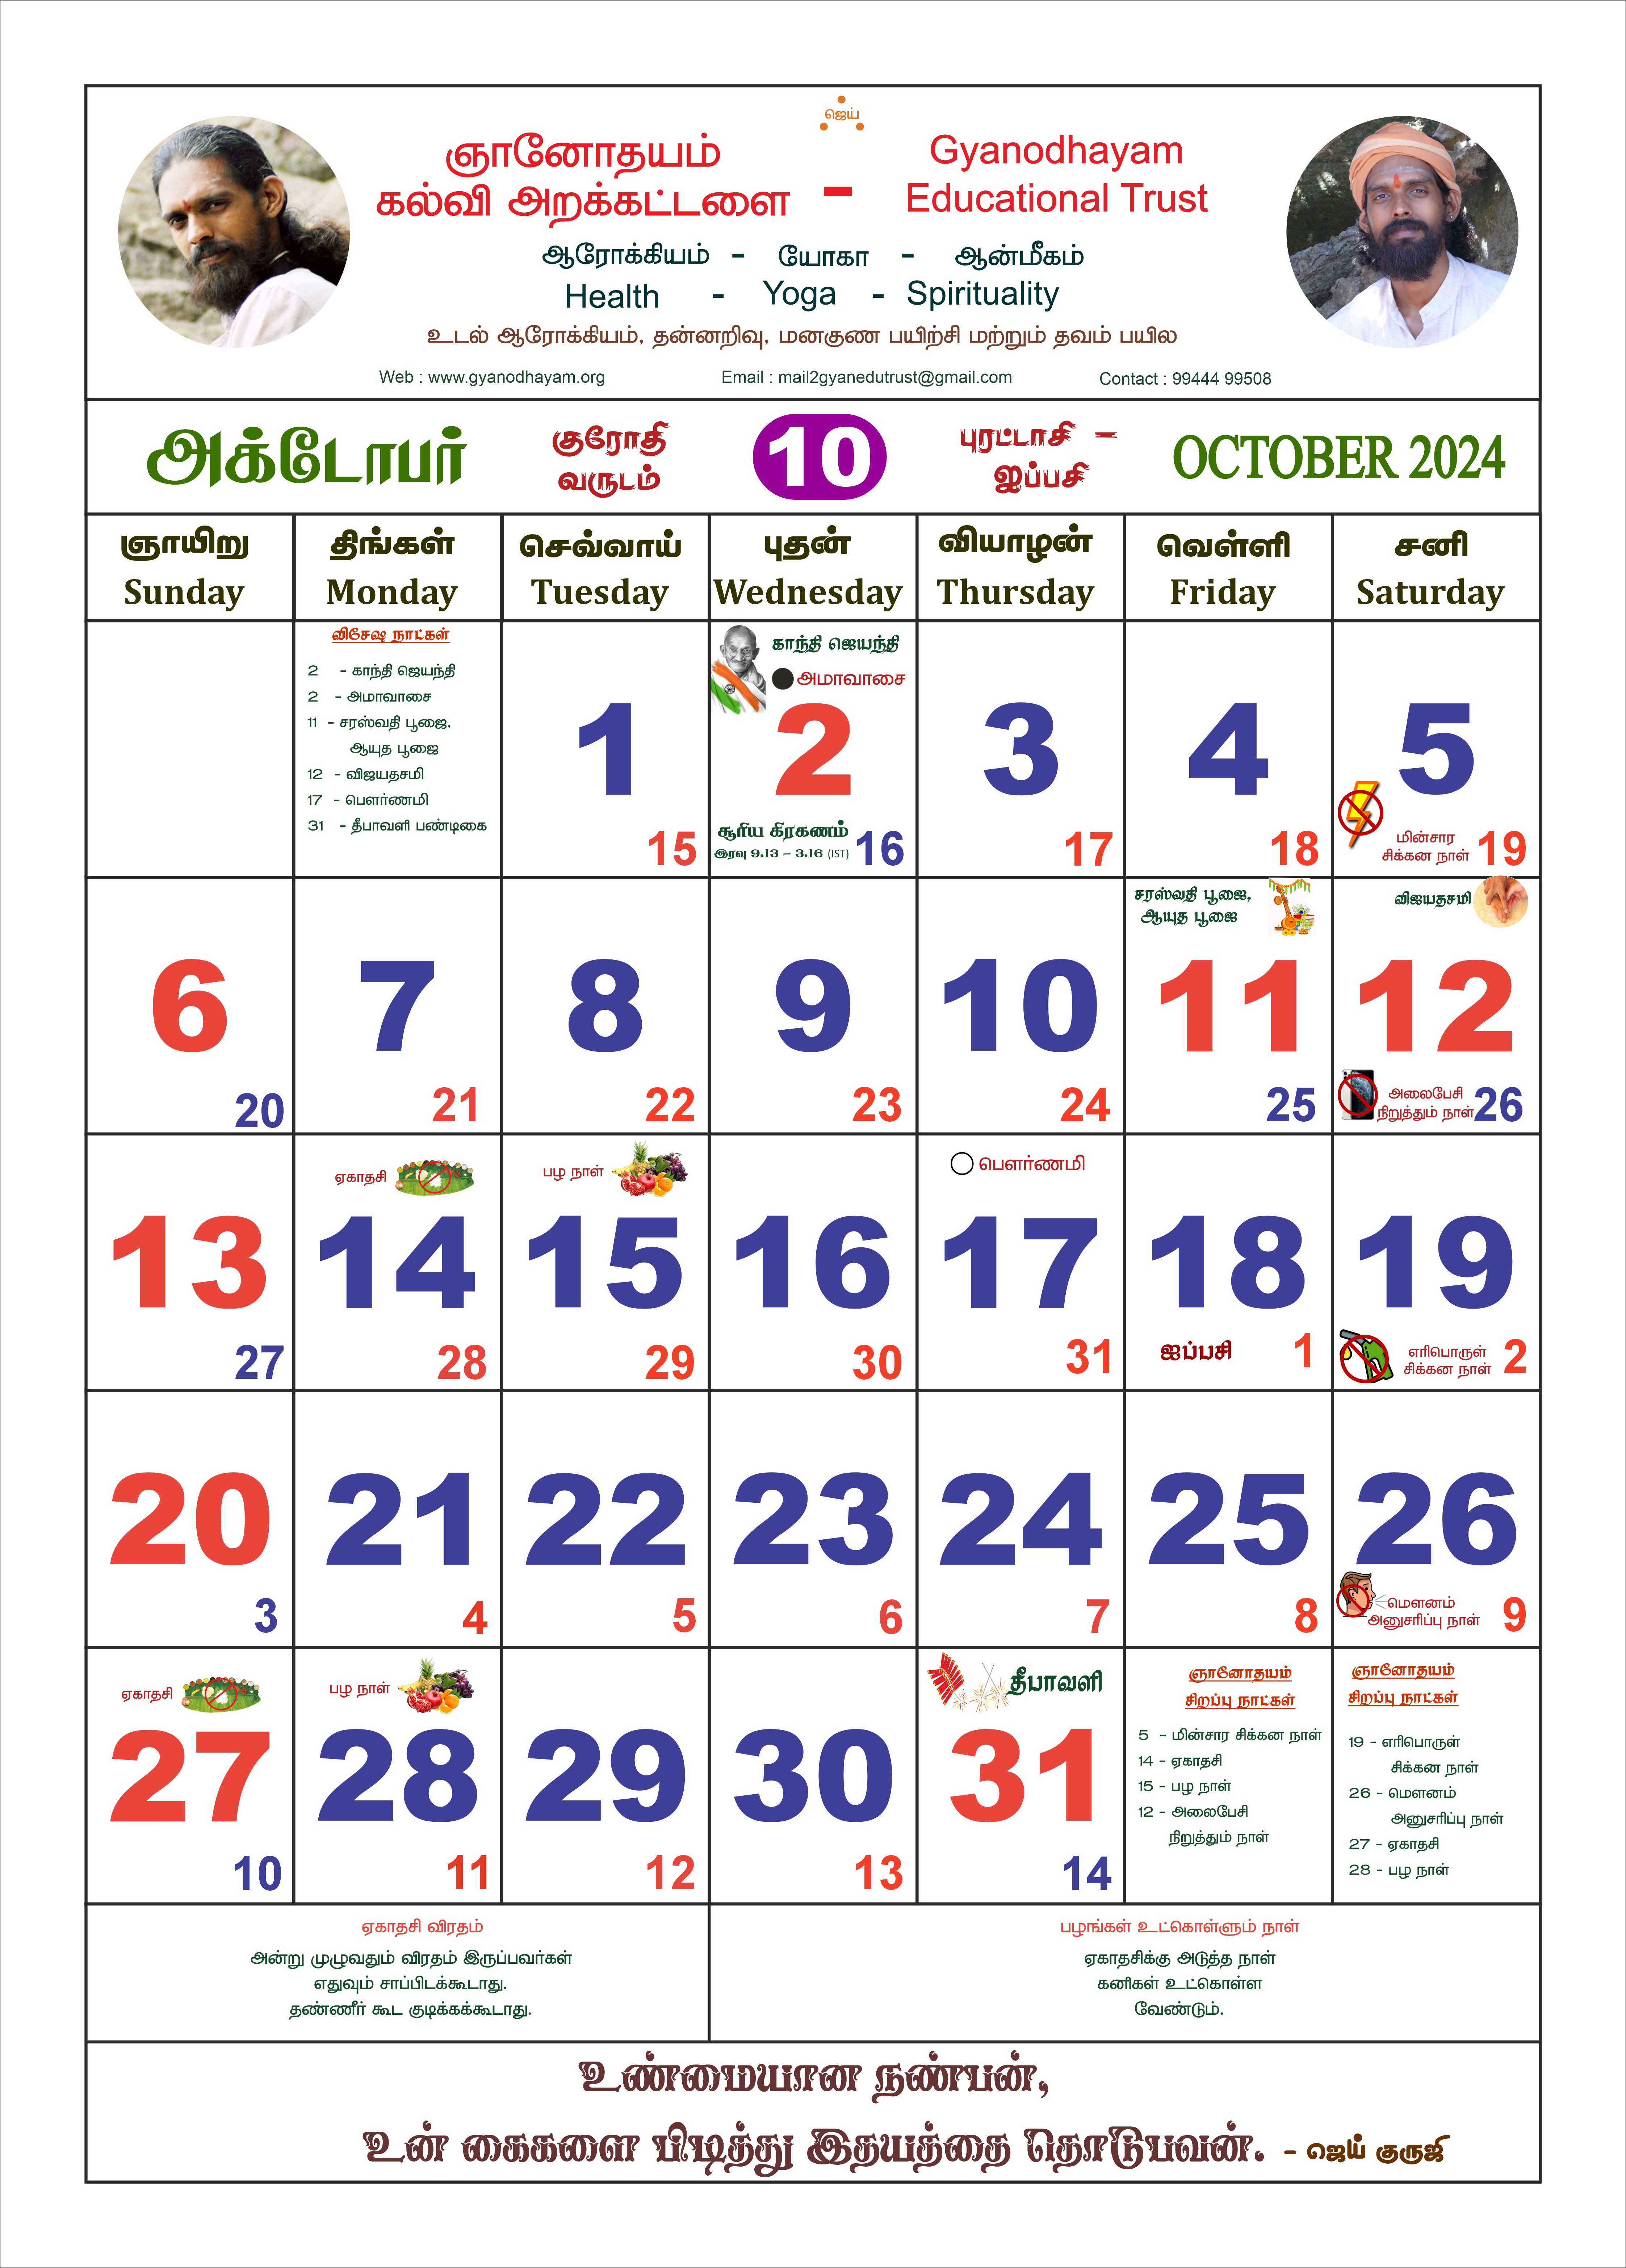 ஜெய்
ஞானோதயம்
கல்வி அறக்கட்டளை - Gyanodhayam
Educational Trust
ஆரோக்கியம் - யோகா - ஆன்மீகம்
Health - Yoga - Spirituality
உடல் ஆரோக்கியம், தன்னறிவு, மனகுண பயிற்சி மற்றும் தவம் பயில
Web : www.gyanodhayam.org Email : mail2gyanedutrust@gmail.com Contact : 99444 99508
அக்டோபர் குரோதி வருடம் 10 புரட்டாசி - ஐப்பசி OCTOBER 2024
ஞாயிறு திங்கள் செவ்வாய் புதன் வியாழன் வெள்ளி சனி
Sunday Monday Tuesday Wednesday Thursday Friday Saturday
விசேஷ நாட்கள்
2 - காந்தி ஜெயந்தி
2 - அமாவாசை
11 - சரஸ்வதி பூஜை,
ஆயுத பூஜை
12 - விஜயதசமி
17 - பௌர்ணமி
31 - தீபாவளி பண்டிகை
1
15
காந்தி ஜெயந்தி
அமாவாசை
2
சூரிய கிரகணம்
இரவு 9.13 - 3.16 (IST)
16
3
17
4
18
5
மின்சார
சிக்கன நாள்
19
6
20
7
21
8
22
9
23
10
24
சரஸ்வதி பூஜை,
ஆயுத பூஜை
11
25
விஜயதசமி
12
அலைபேசி
நிறுத்தும் நாள்
26
13
27
ஏகாதசி
14
28
பழ நாள்
15
29
16
30
பௌர்ணமி
17
31
18
ஐப்பசி 1
19
எரிபொருள்
சிக்கன நாள்
2
20
3
21
4
22
5
23
6
24
7
25
8
26
மௌனம்
அனுசரிப்பு நாள்
9
ஏகாதசி
27
10
பழ நாள்
28
11
29
12
30
13
தீபாவளி
31
14
ஞானோதயம்
சிறப்பு நாட்கள்
5 - மின்சார சிக்கன நாள்
14 - ஏகாதசி
15 - பழ நாள்
12 - அலைபேசி
நிறுத்தும் நாள்
ஞானோதயம்
சிறப்பு நாட்கள்
19 - எரிபொருள்
சிக்கன நாள்
26 - மௌனம்
அனுசரிப்பு நாள்
27 - ஏகாதசி
28 - பழ நாள்
ஏகாதசி விரதம்
அன்று முழுவதும் விரதம் இருப்பவர்கள்
எதுவும் சாப்பிடக்கூடாது.
தண்ணீர் கூட குடிக்கக்கூடாது.
பழங்கள் உட்கொள்ளும் நாள்
ஏகாதசிக்கு அடுத்த நாள்
கனிகள் உட்கொள்ள
வேண்டும்.
உண்மையான நண்பன்,
உன் கைகளை பிடித்து இதயத்தை தொடுபவன். - ஜெய் குருஜி